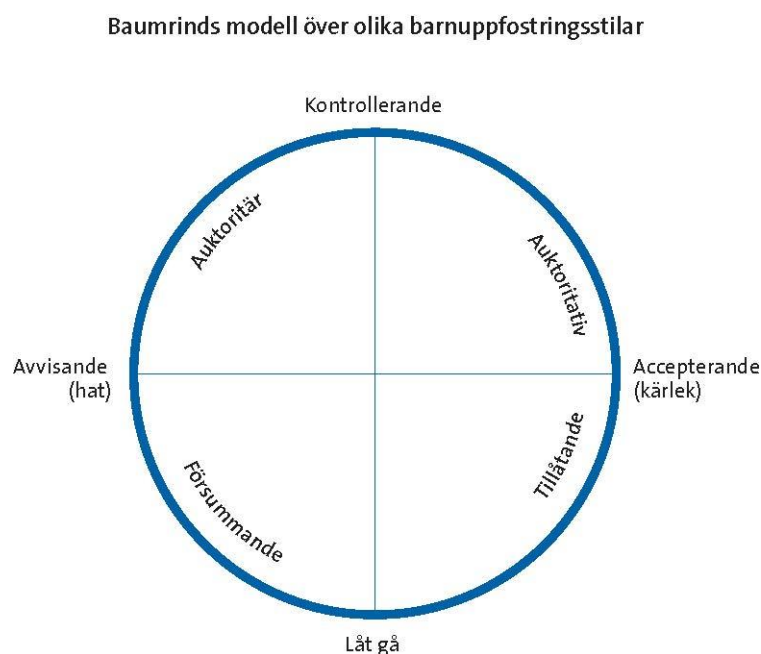 Baumrinds modell över olika barnuppfostringsstilar
Kontrollerande
Auktoritär
Auktoritativ
Avvisande
(hat)
Accepterande
(kärlek)
Försummande
Tillåtande
Låt gå